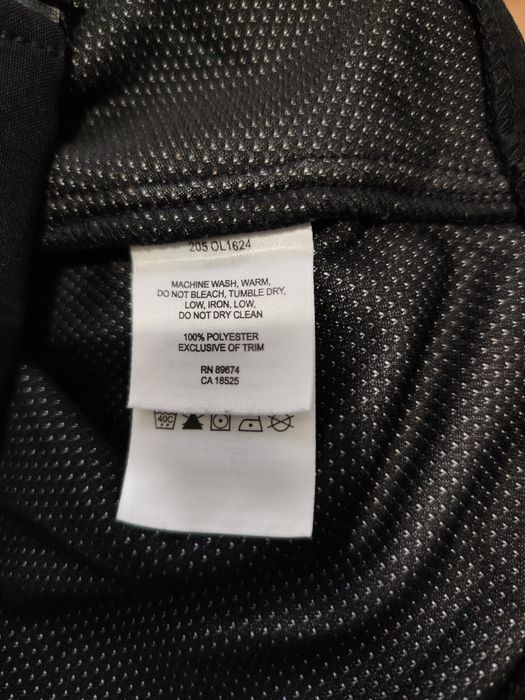 205 OL1624
MACHINE WASH, WARM,
DO NOT BLEACH, TUMBLE DRY,
LOW, IRON, LOW,
DO NOT DRY CLEAN
100% POLYESTER
EXCLUSIVE OF TRIM
RN 89674
CA 18525
40C